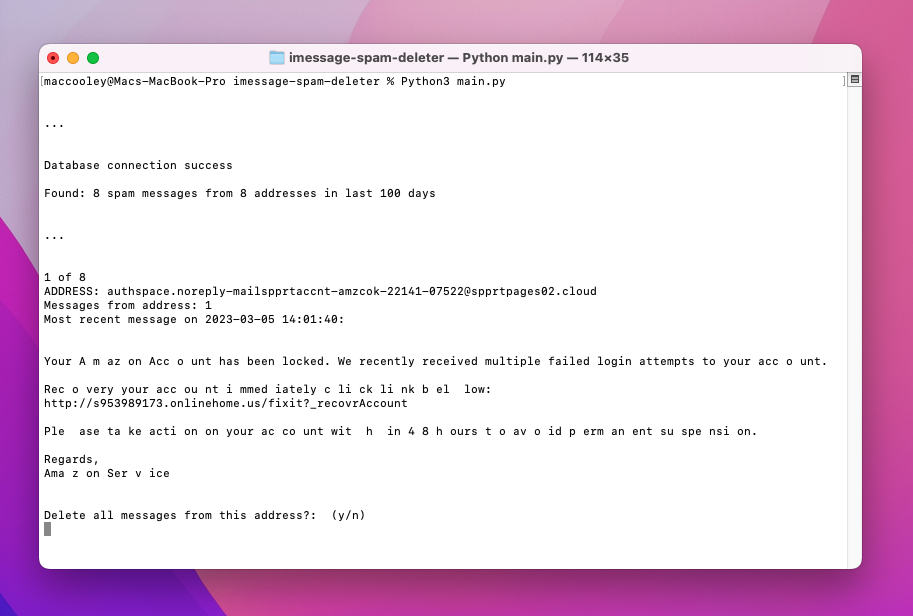 imessage-spam-deleter — Python main.py — 114×35
[maccooley@Macs-MacBook-Pro imessage-spam-deleter % Python3 main.py ]
...
Database connection success
Found: 8 spam messages from 8 addresses in last 100 days
...
1 of 8
ADDRESS: authspace.noreply-mailspprtaccnt-amzcok-22141-07522@spprtpages02.cloud
Messages from address: 1
Most recent message on 2023-03-05 14:01:40:
Your A m az on Acc o unt has been locked. We recently received multiple failed login attempts to your acc o unt.
Rec o very your acc ou nt i mmed iately c li ck li nk b el  low:
http://s953989173.onlinehome.us/fixit?_recovrAccount
Ple  ase ta ke acti on on your ac co unt wit  h  in 4 8 h ours t o av o id p erm an ent su spe nsi on.
Regards,
Ama z on Ser v ice
Delete all messages from this address?:  (y/n)